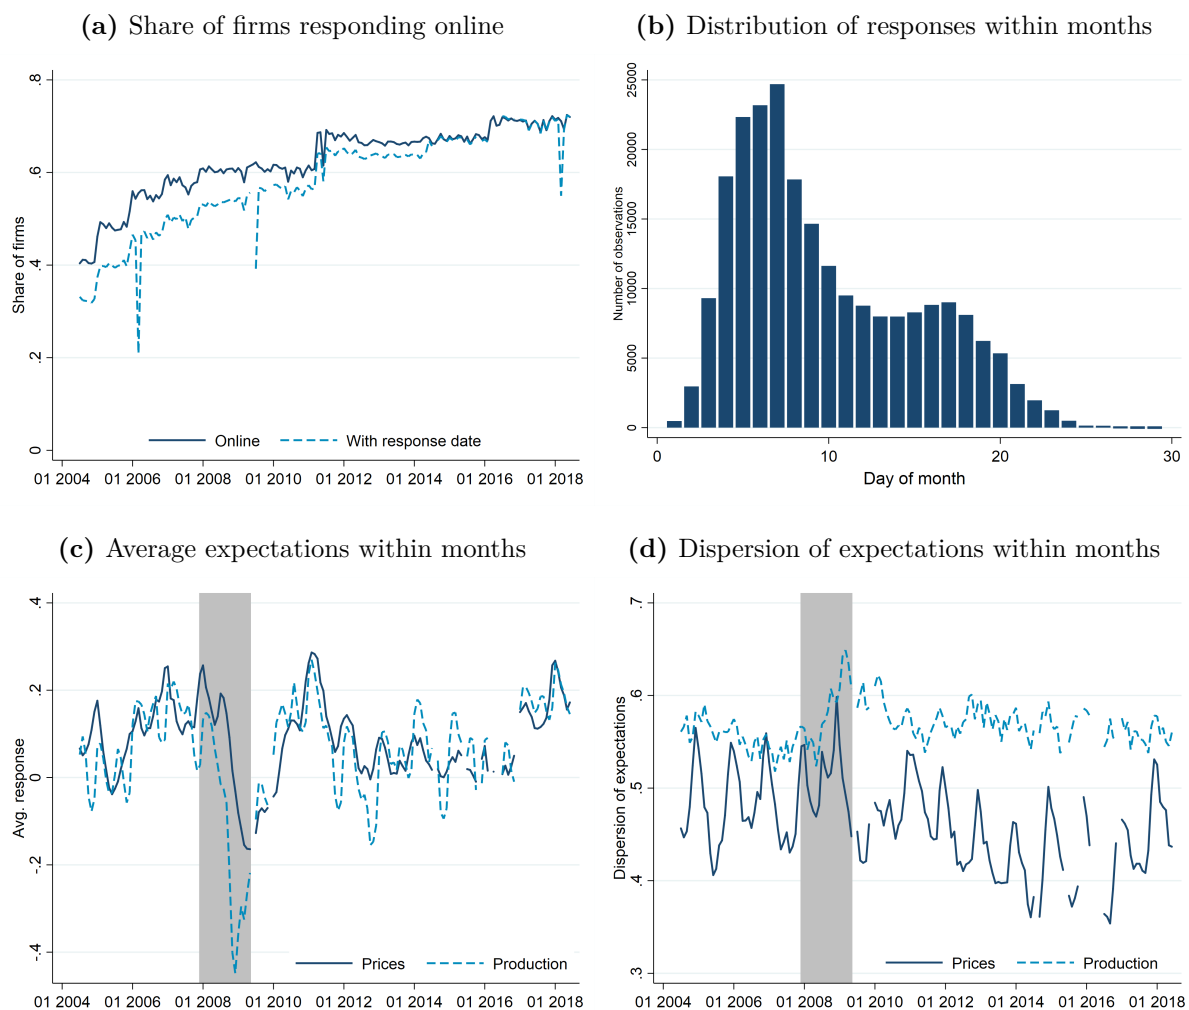 (a) Share of firms responding online
Share of firms
.8
.6
.4
.2
0
Online
With response date
01 2004 01 2006 01 2008 01 2010 01 2012 01 2014 01 2016 01 2018
(b) Distribution of responses within months
Number of observations
25000
20000
15000
10000
5000
0
0 10 20 30
Day of month
(c) Average expectations within months
Avg. response
.4
.2
0
-.2
-.4
Prices
Production
01 2004 01 2006 01 2008 01 2010 01 2012 01 2014 01 2016 01 2018
(d) Dispersion of expectations within months
Dispersion of expectations
.7
.6
.5
.4
.3
Prices
Production
01 2004 01 2006 01 2008 01 2010 01 2012 01 2014 01 2016 01 2018